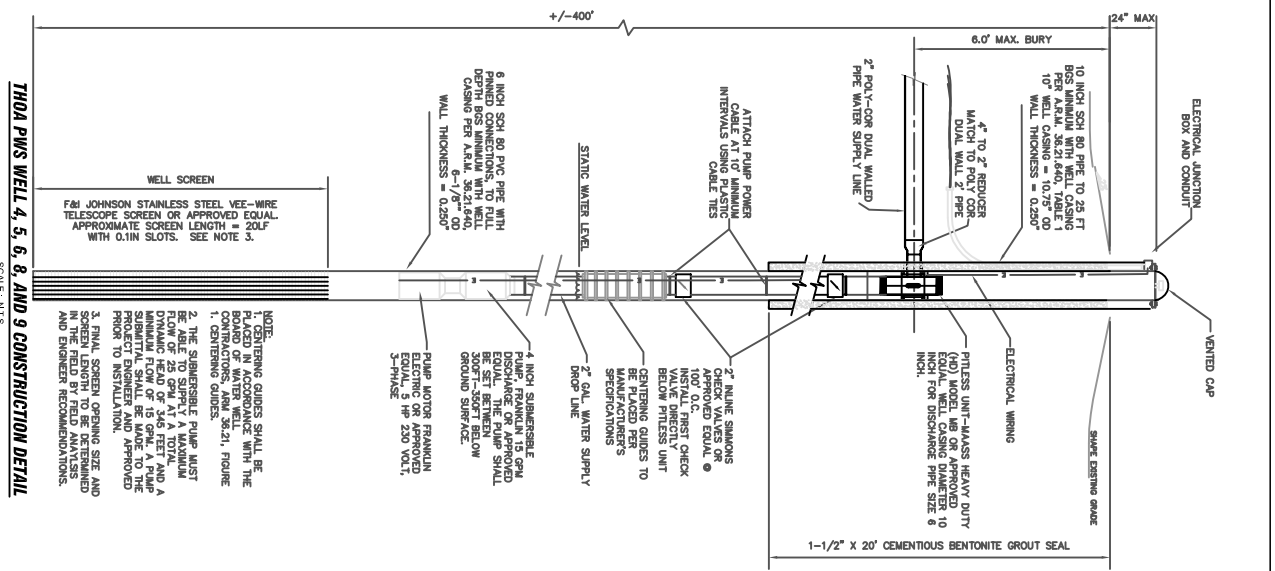 ELECTRICAL JUNCTION
BOX AND CONDUIT
VENTED CAP
24" MAX
+/-400'
6.0' MAX. BURY
SHAPE EXISTING GRADE
10 INCH SCH 80 PIPE TO 25 FT
BGS MINIMUM WITH WELL CASING
PER A.R.M. 36.21.640, TABLE 1
10" WELL CASING = 10.75" OD
WALL THICKNESS = 0.250"
4" TO 2" REDUCER
MATCH TO POLY COR
DUAL WALL 2" PIPE
2" POLY-COR DUAL WALLED
PIPE WATER SUPPLY LINE
ELECTRICAL WIRING
PITLESS UNIT-MAASS HEAVY DUTY
(HD) MODEL MB OR APPROVED
EQUAL. WELL CASING DIAMETER 10
INCH FOR DISCHARGE PIPE SIZE 6
INCH.
1-1/2" X 20' CEMENTIOUS BENTONITE GROUT SEAL
ATTACH PUMP POWER
CABLE AT 10' MINIMUM
INTERVALS USING PLASTIC
CABLE TIES
2" INLINE SIMMONS
CHECK VALVES OR
APPROVED EQUAL @
100' O.C.
INSTALL FIRST CHECK
VALVE DIRECTLY
BELOW PITLESS UNIT
CENTERING GUIDES TO
BE PLACED PER
MANUFACTURER'S
SPECIFICATIONS
STATIC WATER LEVEL
2" GAL. WATER SUPPLY
DROP LINE
6 INCH SCH 80 PVC PIPE WITH
PINNED CONNECTIONS, TO FULL
DEPTH BGS MINIMUM WITH WELL
CASING PER A.R.M. 36.21.640,
6-1/8" OD
WALL THICKNESS = 0.250"
4 INCH SUBMERSIBLE
PUMP. FRANKLIN 15 GPM
DISCHARGE OR APPROVED
EQUAL. THE PUMP SHALL
BE SET BETWEEN
300FT-350FT BELOW
GROUND SURFACE.
PUMP MOTOR FRANKLIN
ELECTRIC OR APPROVED
EQUAL, 5 HP 230 VOLT,
3-PHASE
WELL SCREEN
F&I JOHNSON STAINLESS STEEL VEE-WIRE
TELESCOPE SCREEN OR APPROVED EQUAL.
APPROXIMATE SCREEN LENGTH = 20LF
WITH 0.1IN SLOTS. SEE NOTE 3.
NOTE:
1. CENTERING GUIDES SHALL BE
PLACED IN ACCORDANCE WITH THE
BOARD OF WATER WELL
CONTRACTORS, ARM 36.21, FIGURE
1. CENTERING GUIDES.
2. THE SUBMERSIBLE PUMP MUST
BE ABLE TO SUPPLY A MAXIMUM
FLOW OF 25 GPM AT A TOTAL
DYNAMIC HEAD OF 345 FEET AND A
MINIMUM FLOW OF 15 GPM. A PUMP
SUBMITTAL SHALL BE MADE TO THE
PROJECT ENGINEER AND APPROVED
PRIOR TO INSTALLATION.
3. FINAL SCREEN OPENING SIZE AND
SCREEN LENGTH TO BE DETERMINED
IN THE FIELD BY FIELD ANAYLSIS
AND ENGINEER RECOMMENDATIONS.
THOA PWS WELL 4, 5, 6, 8, AND 9 CONSTRUCTION DETAIL
SCALE: NTS